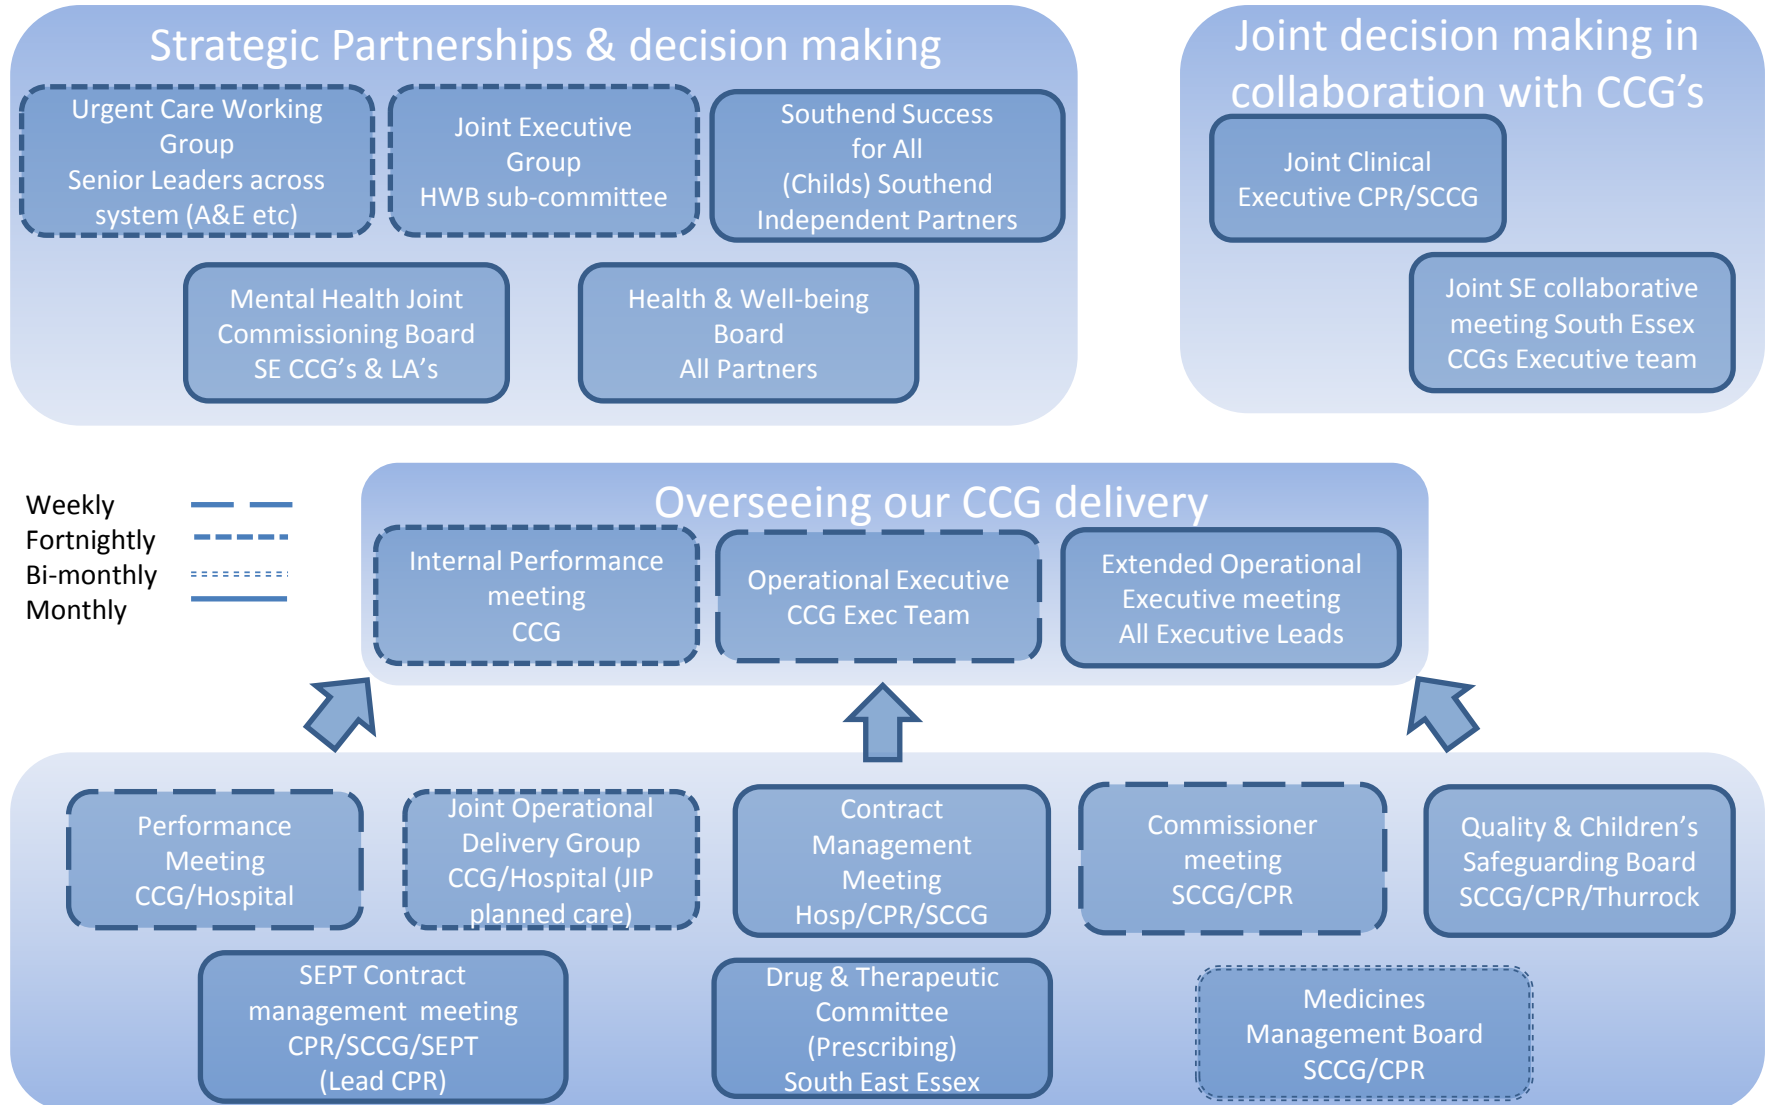 Strategic Partnerships & decision making
Urgent Care Working
Group
Senior Leaders across
system (A&E etc)
Joint Executive
Group
HWB sub-committee
Southend Success
for All
(Childs) Southend
Independent Partners
Mental Health Joint
Commissioning Board
SE CCG’s & LA’s
Health & Well-being
Board
All Partners
Joint decision making in
collaboration with CCG’s
Joint Clinical
Executive CPR/SCCG
Joint SE collaborative
meeting South Essex
CCGs Executive team
Weekly
Fortnightly
Bi-monthly
Monthly
Overseeing our CCG delivery
Internal Performance
meeting
CCG
Operational Executive
CCG Exec Team
Extended Operational
Executive meeting
All Executive Leads
Performance
Meeting
CCG/Hospital
Joint Operational
Delivery Group
CCG/Hospital (JIP
planned care)
Contract
Management
Meeting
Hosp/CPR/SCCG
Commissioner
meeting
SCCG/CPR
Quality & Children’s
Safeguarding Board
SCCG/CPR/Thurrock
SEPT Contract
management meeting
CPR/SCCG/SEPT
(Lead CPR)
Drug & Therapeutic
Committee
(Prescribing)
South East Essex
Medicines
Management Board
SCCG/CPR